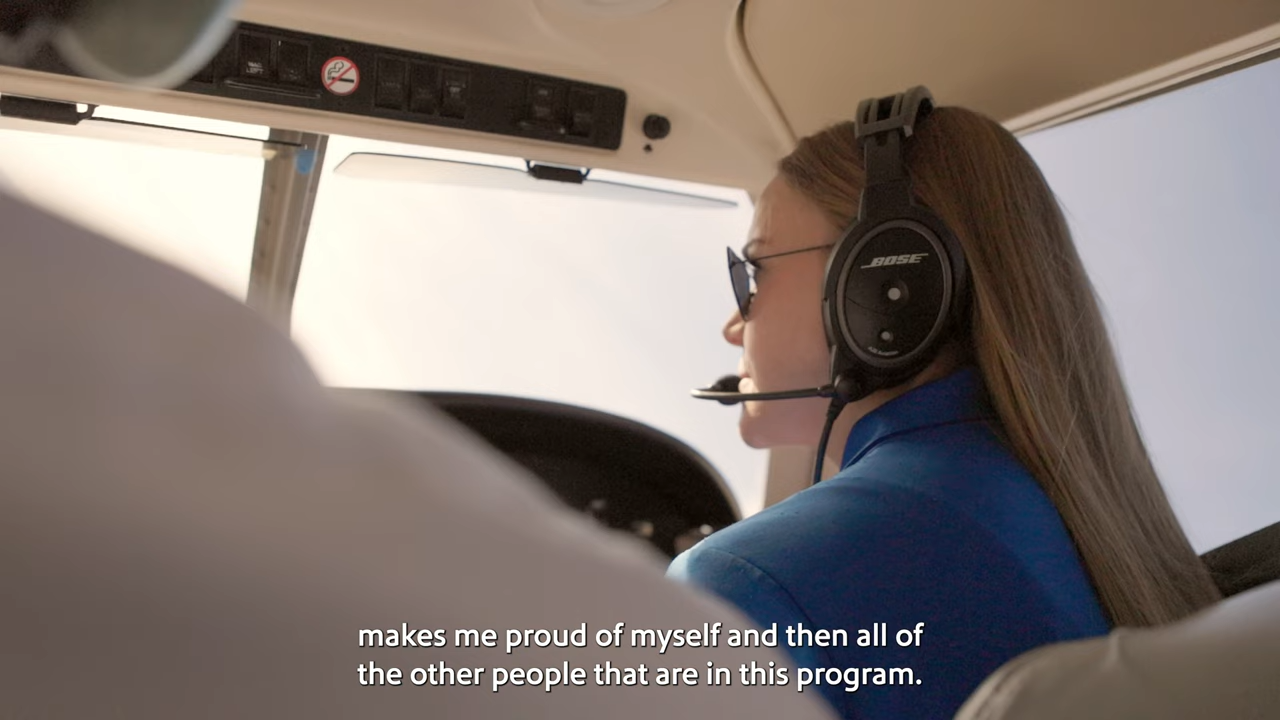 BOSE
makes me proud of myself and then all of
the other people that are in this program.